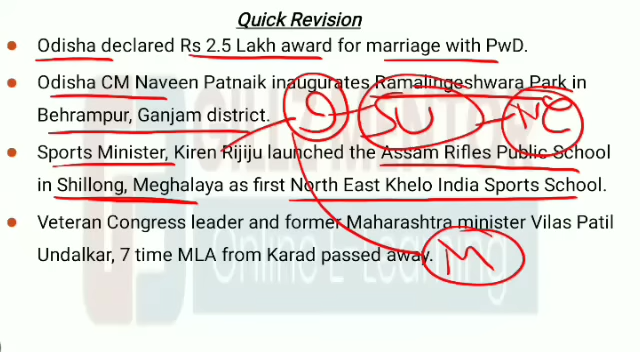 Quick Revision
• Odisha declared Rs 2.5 Lakh award for marriage with PwD.
• Odisha CM Naveen Patnaik inaugurates Ramalingeshwara Park in
Behrampur, Ganjam district.
• Sports Minister, Kiren Rijiju launched the Assam Rifles Public School
in Shillong, Meghalaya as first North East Khelo India Sports School.
• Veteran Congress leader and former Maharashtra minister Vilas Patil
Undalkar, 7 time MLA from Karad passed away.
SU
M
Online E-Learning